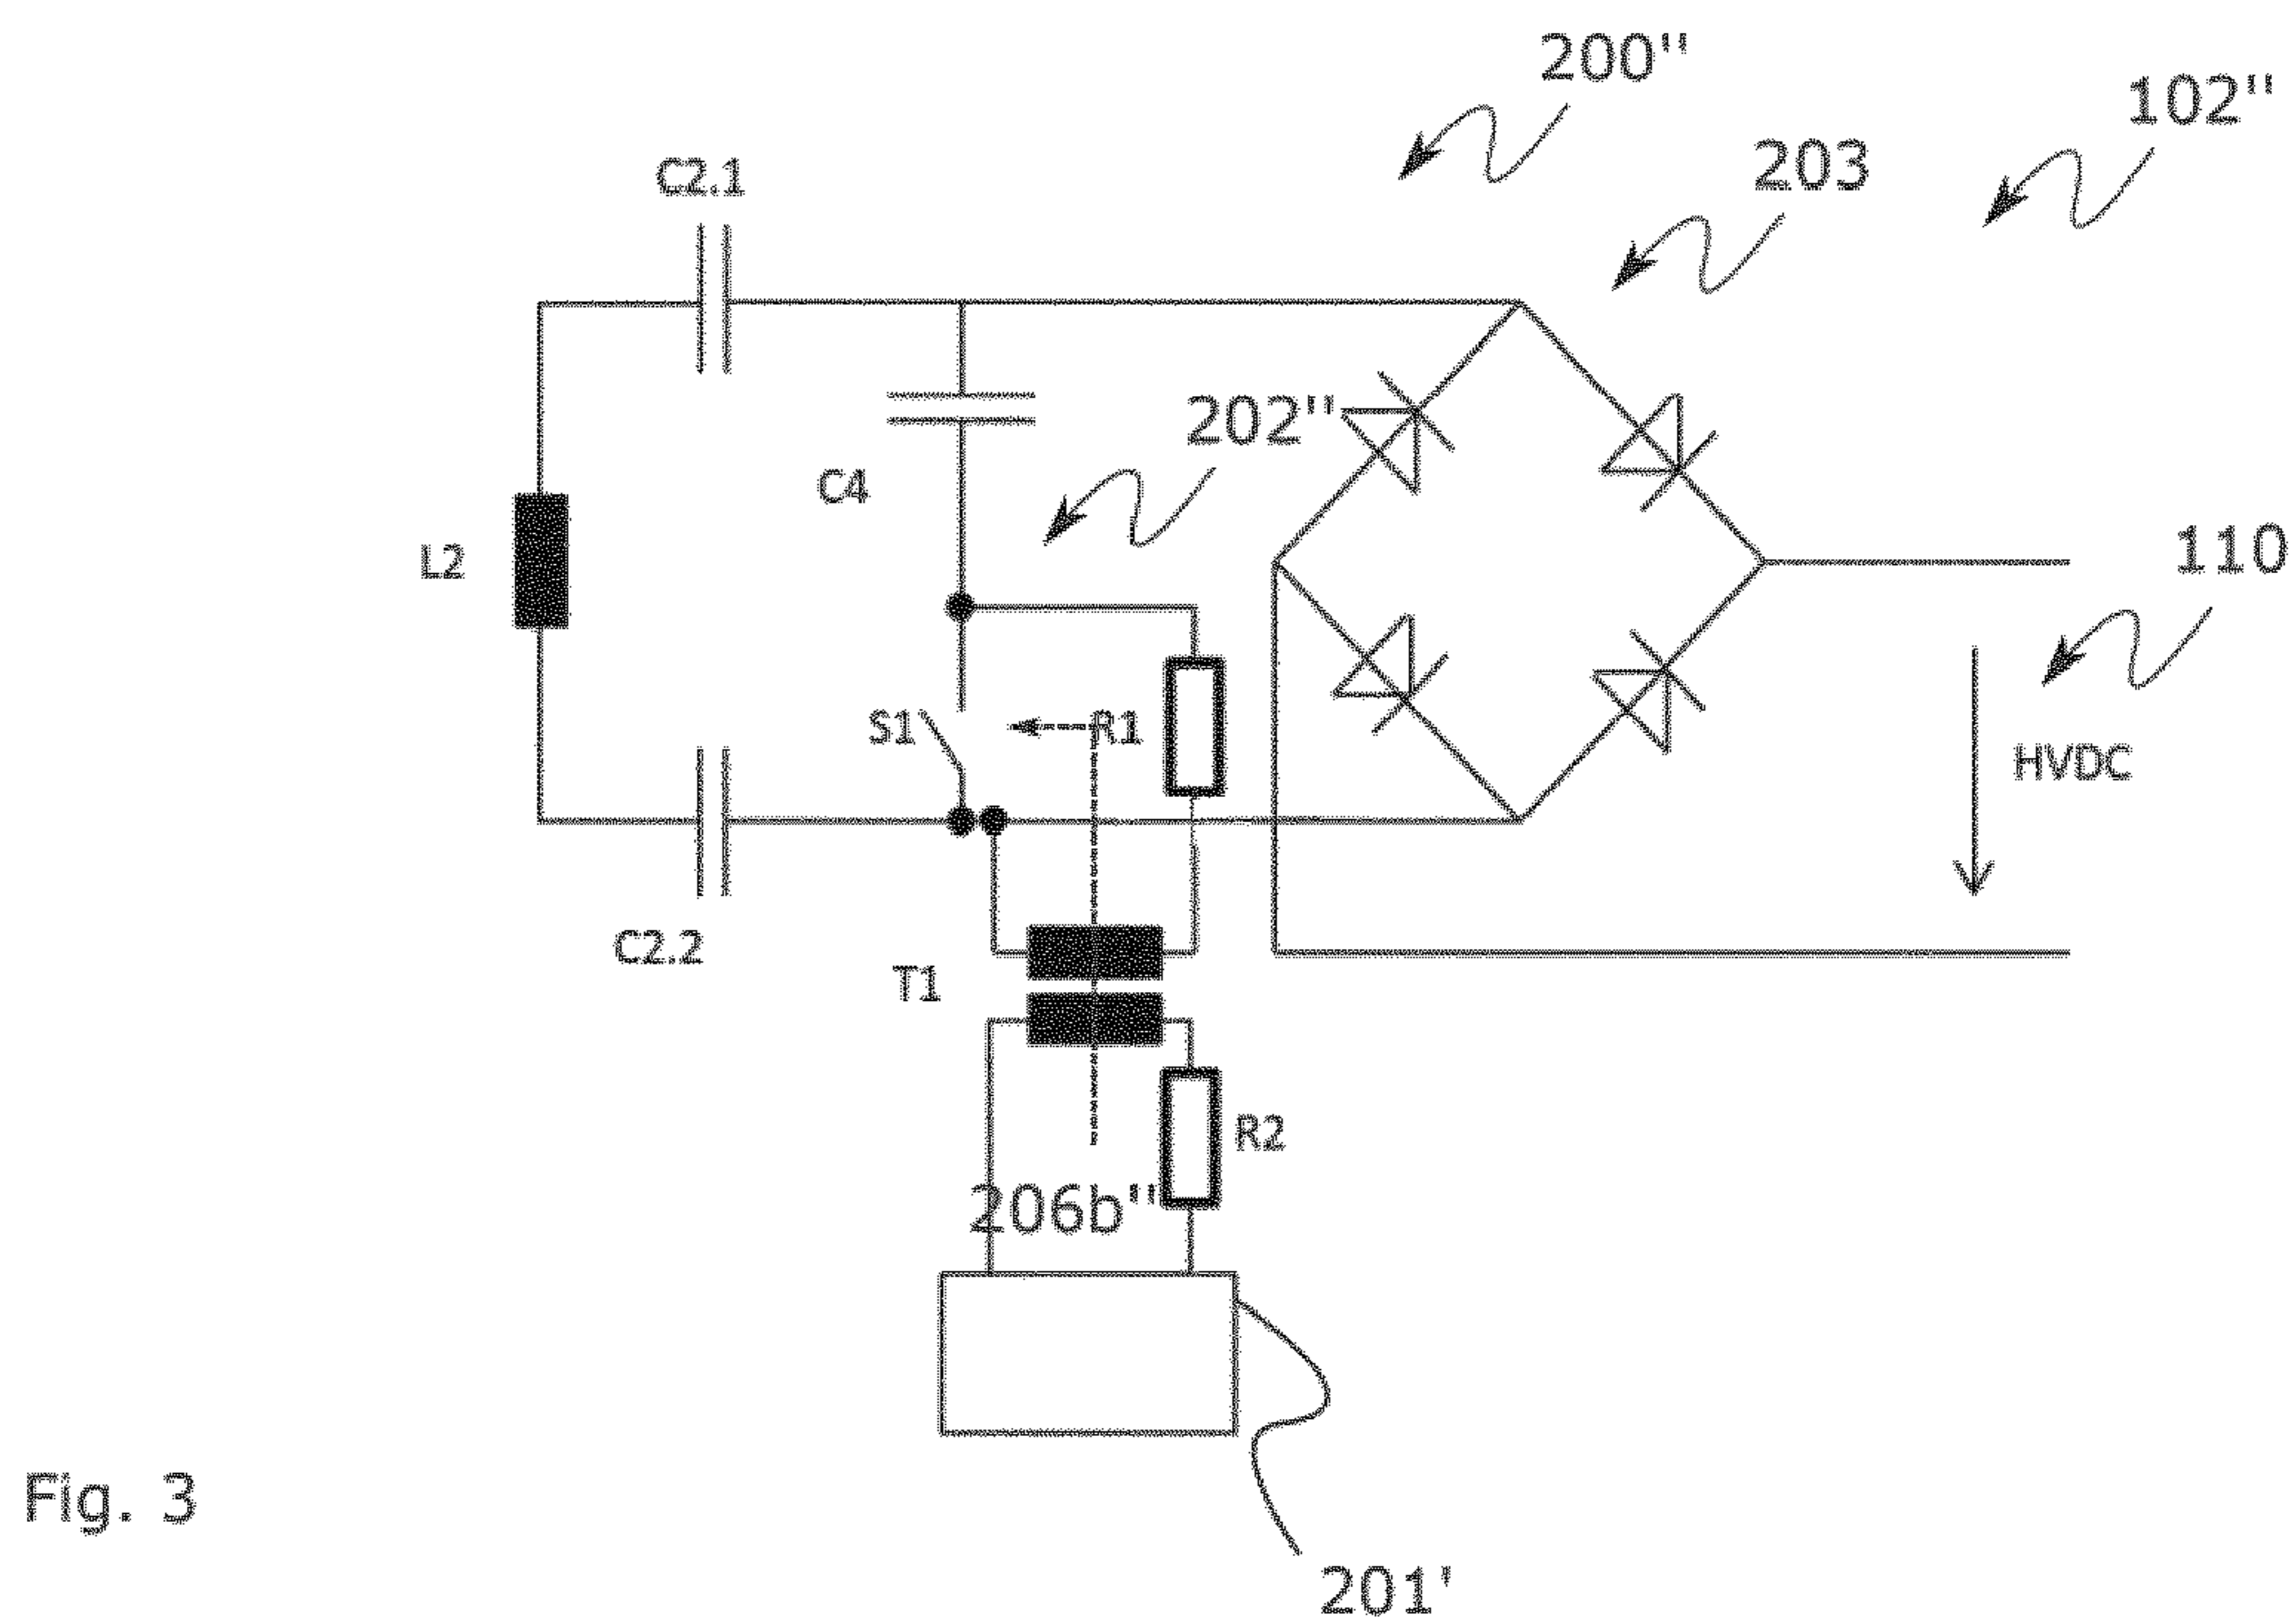 200''
102''
203
C2.1
202''
C4
110
L2
S1
R1
HVDC
C2.2
T1
R2
206b''
Fig. 3
201'